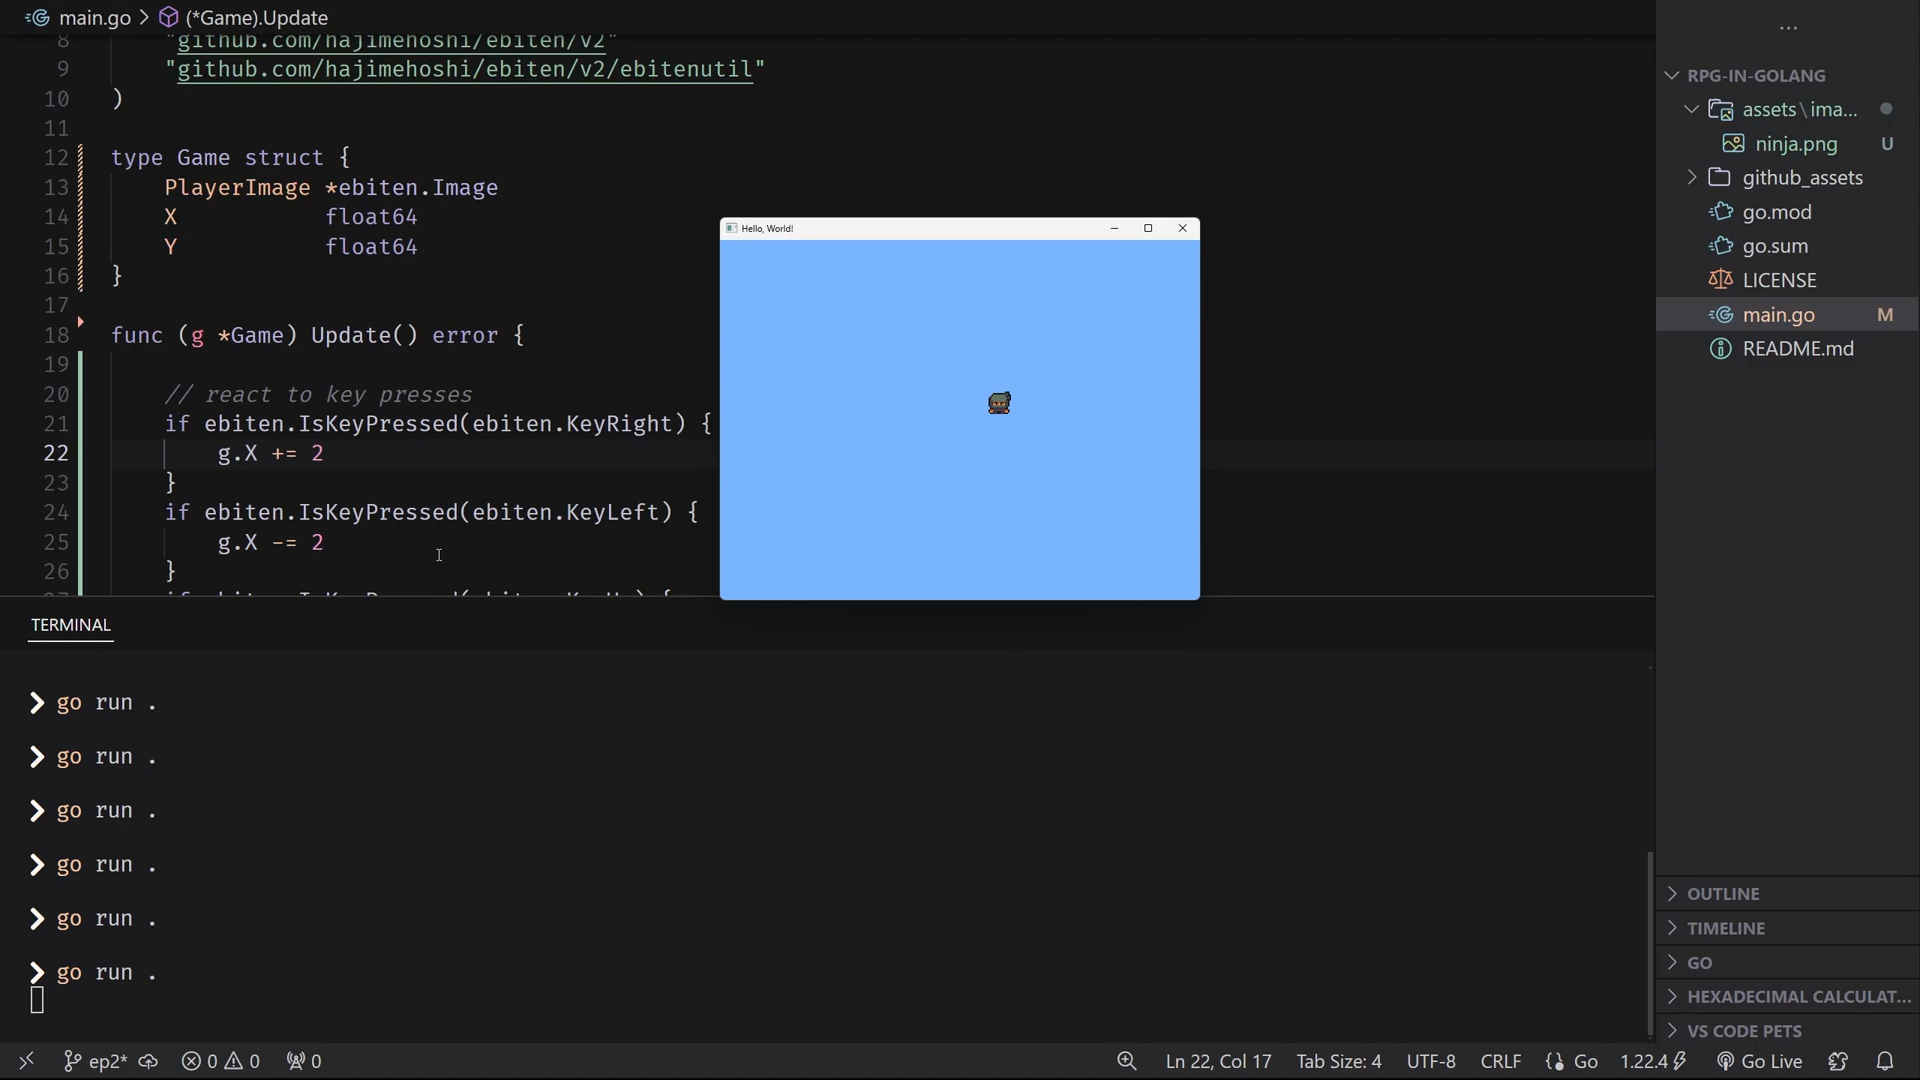 main.go > (*Game).Update
8 "github.com/hajimehoshi/ebiten/v2"
9 "github.com/hajimehoshi/ebiten/v2/ebitenutil"
10 )
11
12 type Game struct {
13 PlayerImage *ebiten.Image
14 X float64
15 Y float64
16 }
17
18 func (g *Game) Update() error {
19
20 // react to key presses
21 if ebiten.IsKeyPressed(ebiten.KeyRight) {
22 g.X += 2
23 }
24 if ebiten.IsKeyPressed(ebiten.KeyLeft) {
25 g.X -= 2
26 }
Hello, World!
TERMINAL
> go run .
> go run .
> go run .
> go run .
> go run .
> go run .
...
RPG-IN-GOLANG
assets\ima...
ninja.png U
github_assets
go.mod
go.sum
LICENSE
main.go M
README.md
OUTLINE
TIMELINE
GO
HEXADECIMAL CALCULAT...
VS CODE PETS
ep2* 0 0 0 Ln 22, Col 17 Tab Size: 4 UTF-8 CRLF Go 1.22.4 Go Live